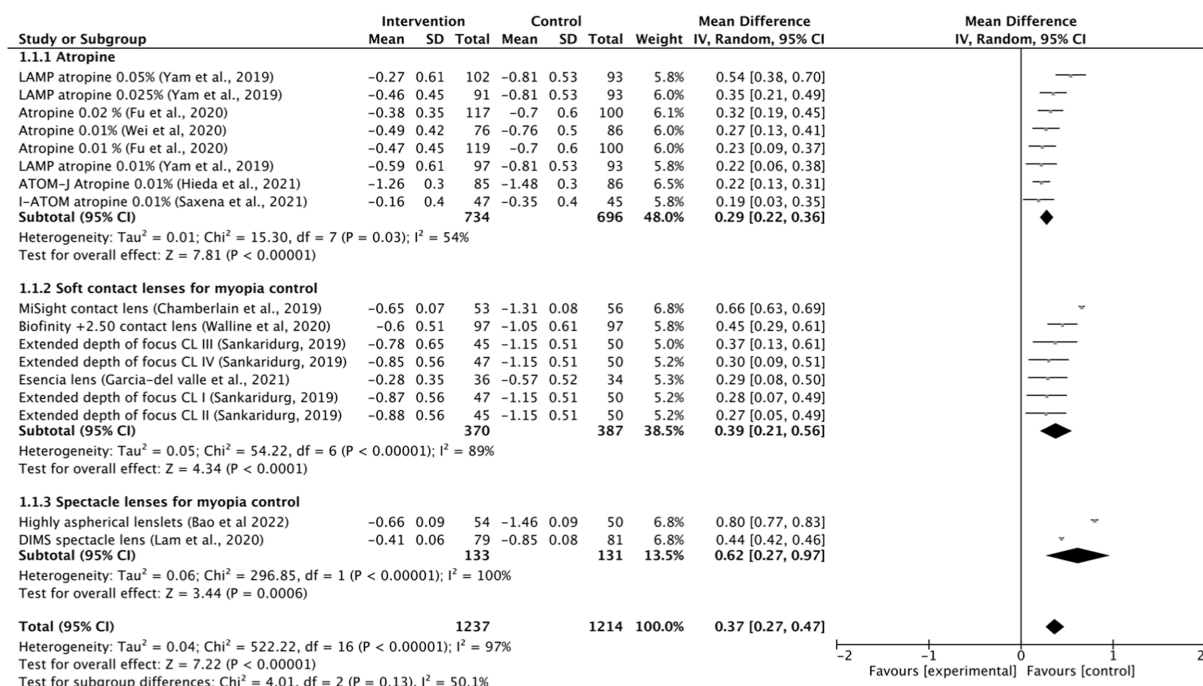 Intervention Control Mean Difference Mean Difference
Study or Subgroup Mean SD Total Mean SD Total Weight IV, Random, 95% CI IV, Random, 95% CI
1.1.1 Atropine
LAMP atropine 0.05% (Yam et al., 2019) −0.27 0.61 102 −0.81 0.53 93 5.8% 0.54 [0.38, 0.70]
LAMP atropine 0.025% (Yam et al., 2019) −0.46 0.45 91 −0.81 0.53 93 6.0% 0.35 [0.21, 0.49]
Atropine 0.02 % (Fu et al., 2020) −0.38 0.35 117 −0.7 0.6 100 6.1% 0.32 [0.19, 0.45]
Atropine 0.01% (Wei et al., 2020) −0.49 0.42 76 −0.76 0.5 86 6.0% 0.27 [0.13, 0.41]
Atropine 0.01 % (Fu et al., 2020) −0.47 0.45 119 −0.7 0.6 100 6.0% 0.23 [0.09, 0.37]
LAMP atropine 0.01% (Yam et al., 2019) −0.59 0.61 97 −0.81 0.53 93 5.8% 0.22 [0.06, 0.38]
ATOM-J Atropine 0.01% (Hieda et al., 2021) −1.26 0.3 85 −1.48 0.3 86 6.5% 0.22 [0.13, 0.31]
I-ATOM atropine 0.01% (Saxena et al., 2021) −0.16 0.4 47 −0.35 0.4 45 5.8% 0.19 [0.03, 0.35]
Subtotal (95% CI) 734 696 48.0% 0.29 [0.22, 0.36]
Heterogeneity: Tau² = 0.01; Chi² = 15.30, df = 7 (P = 0.03); I² = 54%
Test for overall effect: Z = 7.81 (P < 0.00001)
1.1.2 Soft contact lenses for myopia control
MiSight contact lens (Chamberlain et al., 2019) −0.65 0.07 53 −1.31 0.08 56 6.8% 0.66 [0.63, 0.69]
Biofinity +2.50 contact lens (Walline et al, 2020) −0.6 0.51 97 −1.05 0.61 97 5.8% 0.45 [0.29, 0.61]
Extended depth of focus CL III (Sankaridurg, 2019) −0.78 0.65 45 −1.15 0.51 50 5.0% 0.37 [0.13, 0.61]
Extended depth of focus CL IV (Sankaridurg, 2019) −0.85 0.56 47 −1.15 0.51 50 5.2% 0.30 [0.09, 0.51]
Esencia lens (Garcia-del valle et al., 2021) −0.28 0.35 36 −0.57 0.52 34 5.3% 0.29 [0.08, 0.50]
Extended depth of focus CL I (Sankaridurg, 2019) −0.87 0.56 47 −1.15 0.51 50 5.2% 0.28 [0.07, 0.49]
Extended depth of focus CL II (Sankaridurg, 2019) −0.88 0.56 45 −1.15 0.51 50 5.2% 0.27 [0.05, 0.49]
Subtotal (95% CI) 370 387 38.5% 0.39 [0.21, 0.56]
Heterogeneity: Tau² = 0.05; Chi² = 54.22, df = 6 (P < 0.00001); I² = 89%
Test for overall effect: Z = 4.34 (P < 0.0001)
1.1.3 Spectacle lenses for myopia control
Highly aspherical lenslets (Bao et al 2022) −0.66 0.09 54 −1.46 0.09 50 6.8% 0.80 [0.77, 0.83]
DIMS spectacle lens (Lam et al., 2020) −0.41 0.06 79 −0.85 0.08 81 6.8% 0.44 [0.42, 0.46]
Subtotal (95% CI) 133 131 13.5% 0.62 [0.27, 0.97]
Heterogeneity: Tau² = 0.06; Chi² = 296.85, df = 1 (P < 0.00001); I² = 100%
Test for overall effect: Z = 3.44 (P = 0.0006)
Total (95% CI) 1237 1214 100.0% 0.37 [0.27, 0.47]
Heterogeneity: Tau² = 0.04; Chi² = 522.22, df = 16 (P < 0.00001); I² = 97%
Test for overall effect: Z = 7.22 (P < 0.00001)
Test for subgroup differences: Chi² = 4.01, df = 2 (P = 0.13), I² = 50.1%
−2 −1 0 1 2
Favours [experimental] Favours [control]